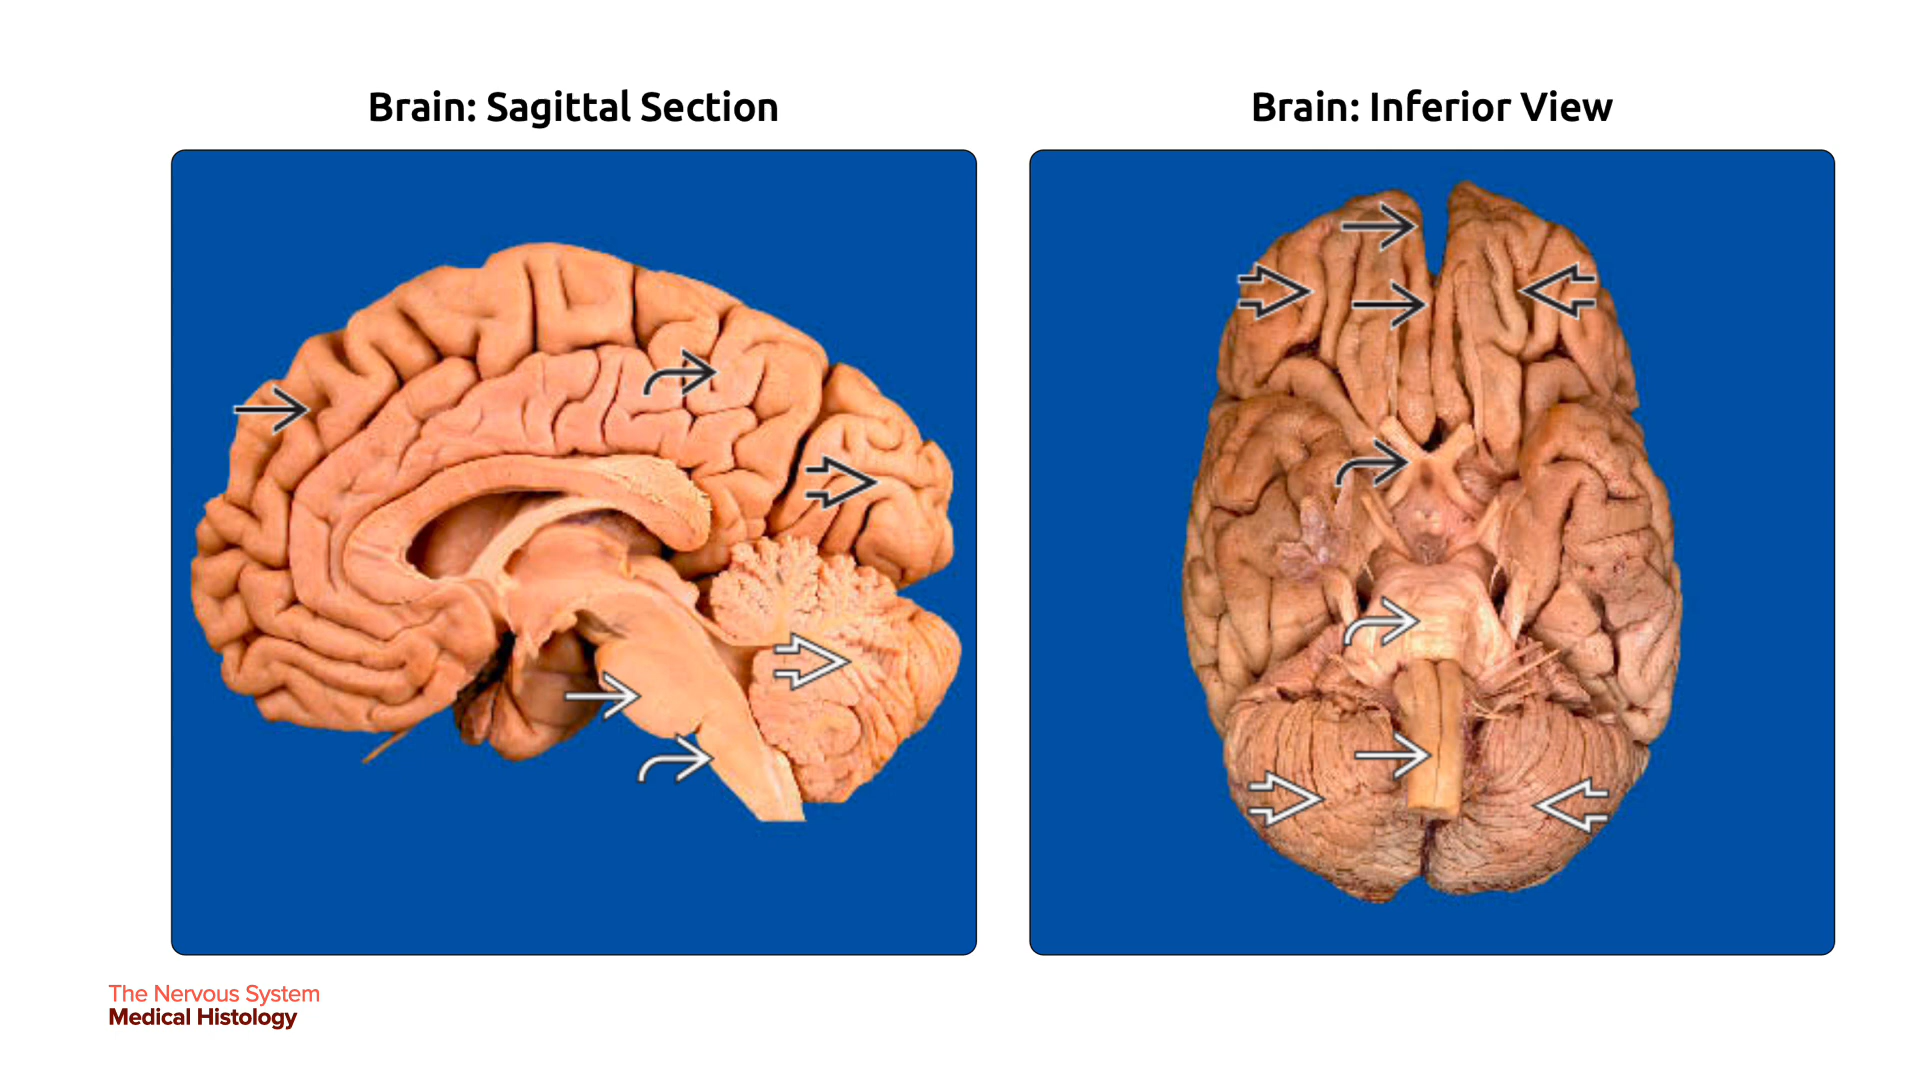 Brain: Sagittal Section
Brain: Inferior View
The Nervous System
Medical Histology